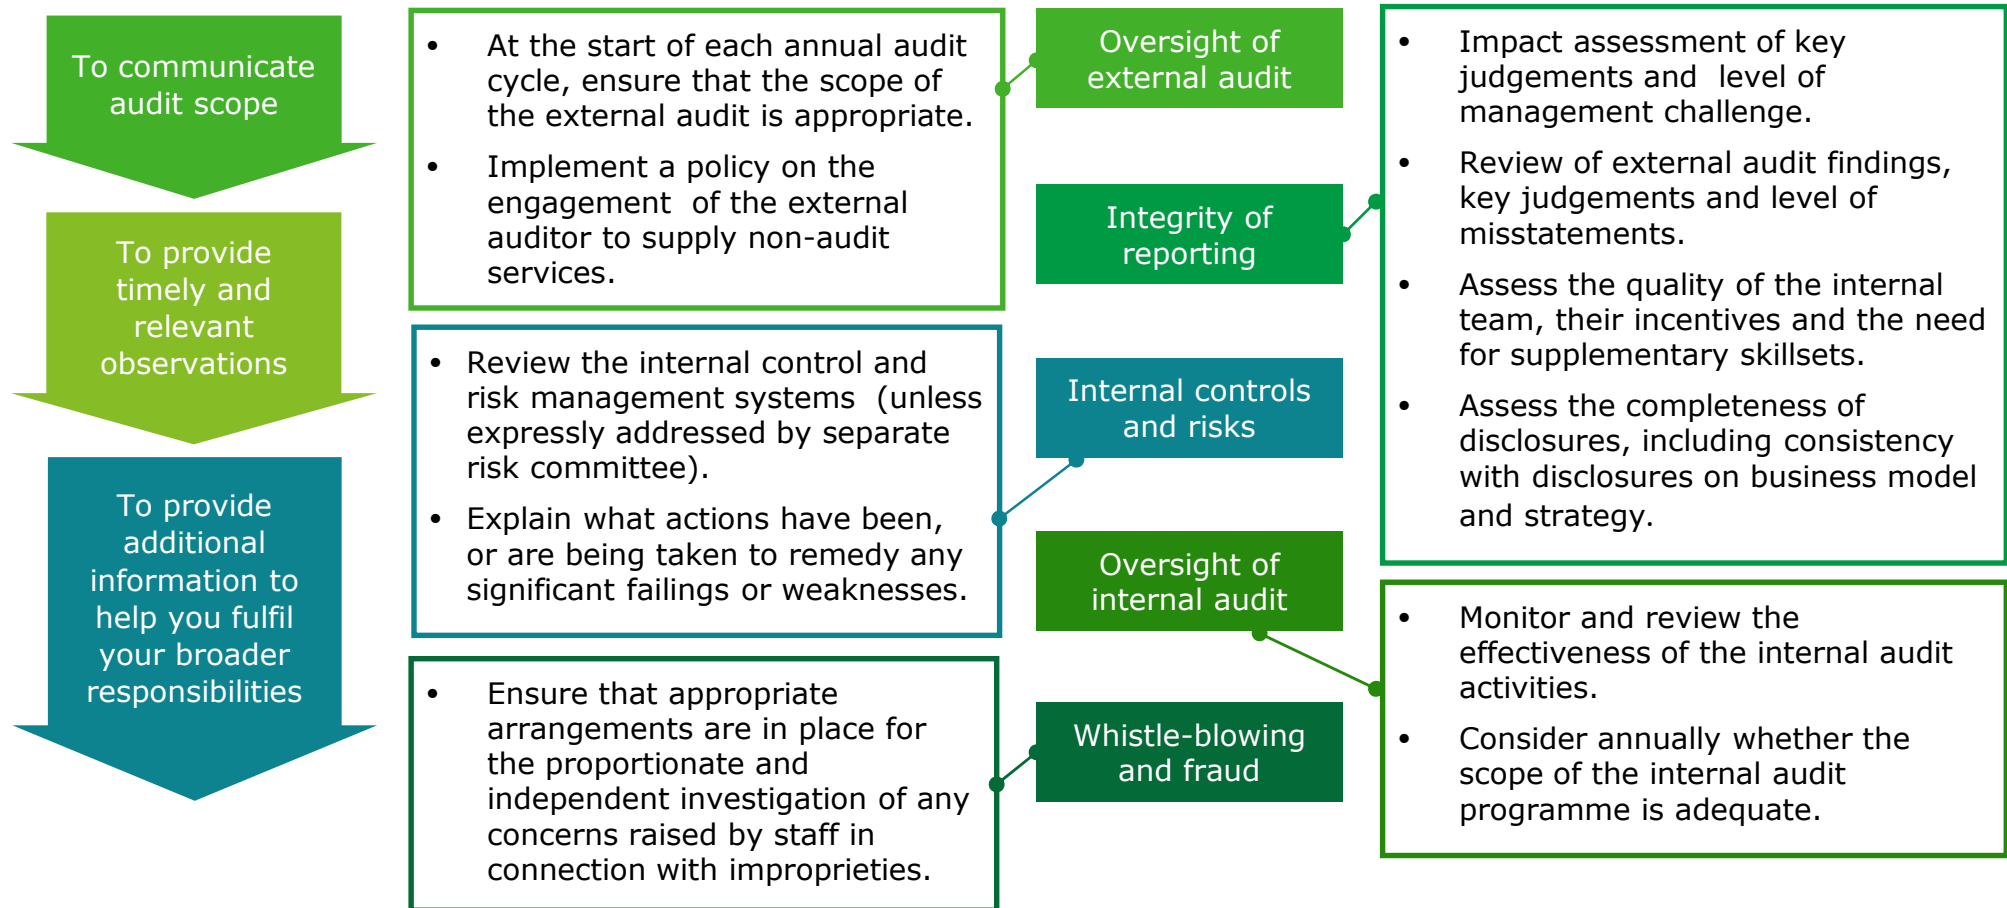 To communicate
audit scope
To provide
timely and
relevant
observations
To provide
additional
information to
help you fulfil
your broader
responsibilities
• At the start of each annual audit
cycle, ensure that the scope of
the external audit is appropriate.
• Implement a policy on the
engagement of the external
auditor to supply non-audit
services.
• Review the internal control and
risk management systems (unless
expressly addressed by separate
risk committee).
• Explain what actions have been,
or are being taken to remedy any
significant failings or weaknesses.
• Ensure that appropriate
arrangements are in place for
the proportionate and
independent investigation of any
concerns raised by staff in
connection with improprieties.
Oversight of
external audit
Integrity of
reporting
Internal controls
and risks
Oversight of
internal audit
Whistle-blowing
and fraud
• Impact assessment of key
judgements and level of
management challenge.
• Review of external audit findings,
key judgements and level of
misstatements.
• Assess the quality of the internal
team, their incentives and the need
for supplementary skillsets.
• Assess the completeness of
disclosures, including consistency
with disclosures on business model
and strategy.
• Monitor and review the
effectiveness of the internal audit
activities.
• Consider annually whether the
scope of the internal audit
programme is adequate.